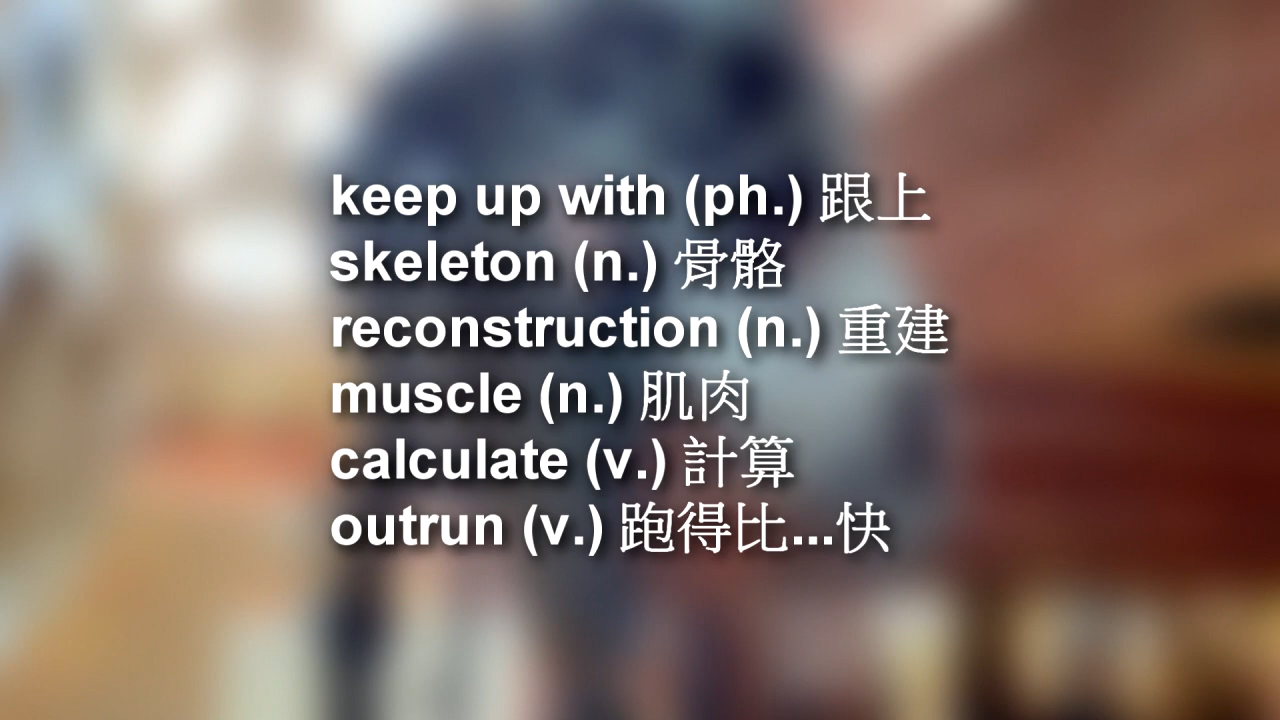 keep up with (ph.) 跟上
skeleton (n.) 骨骼
reconstruction (n.) 重建
muscle (n.) 肌肉
calculate (v.) 計算
outrun (v.) 跑得比...快